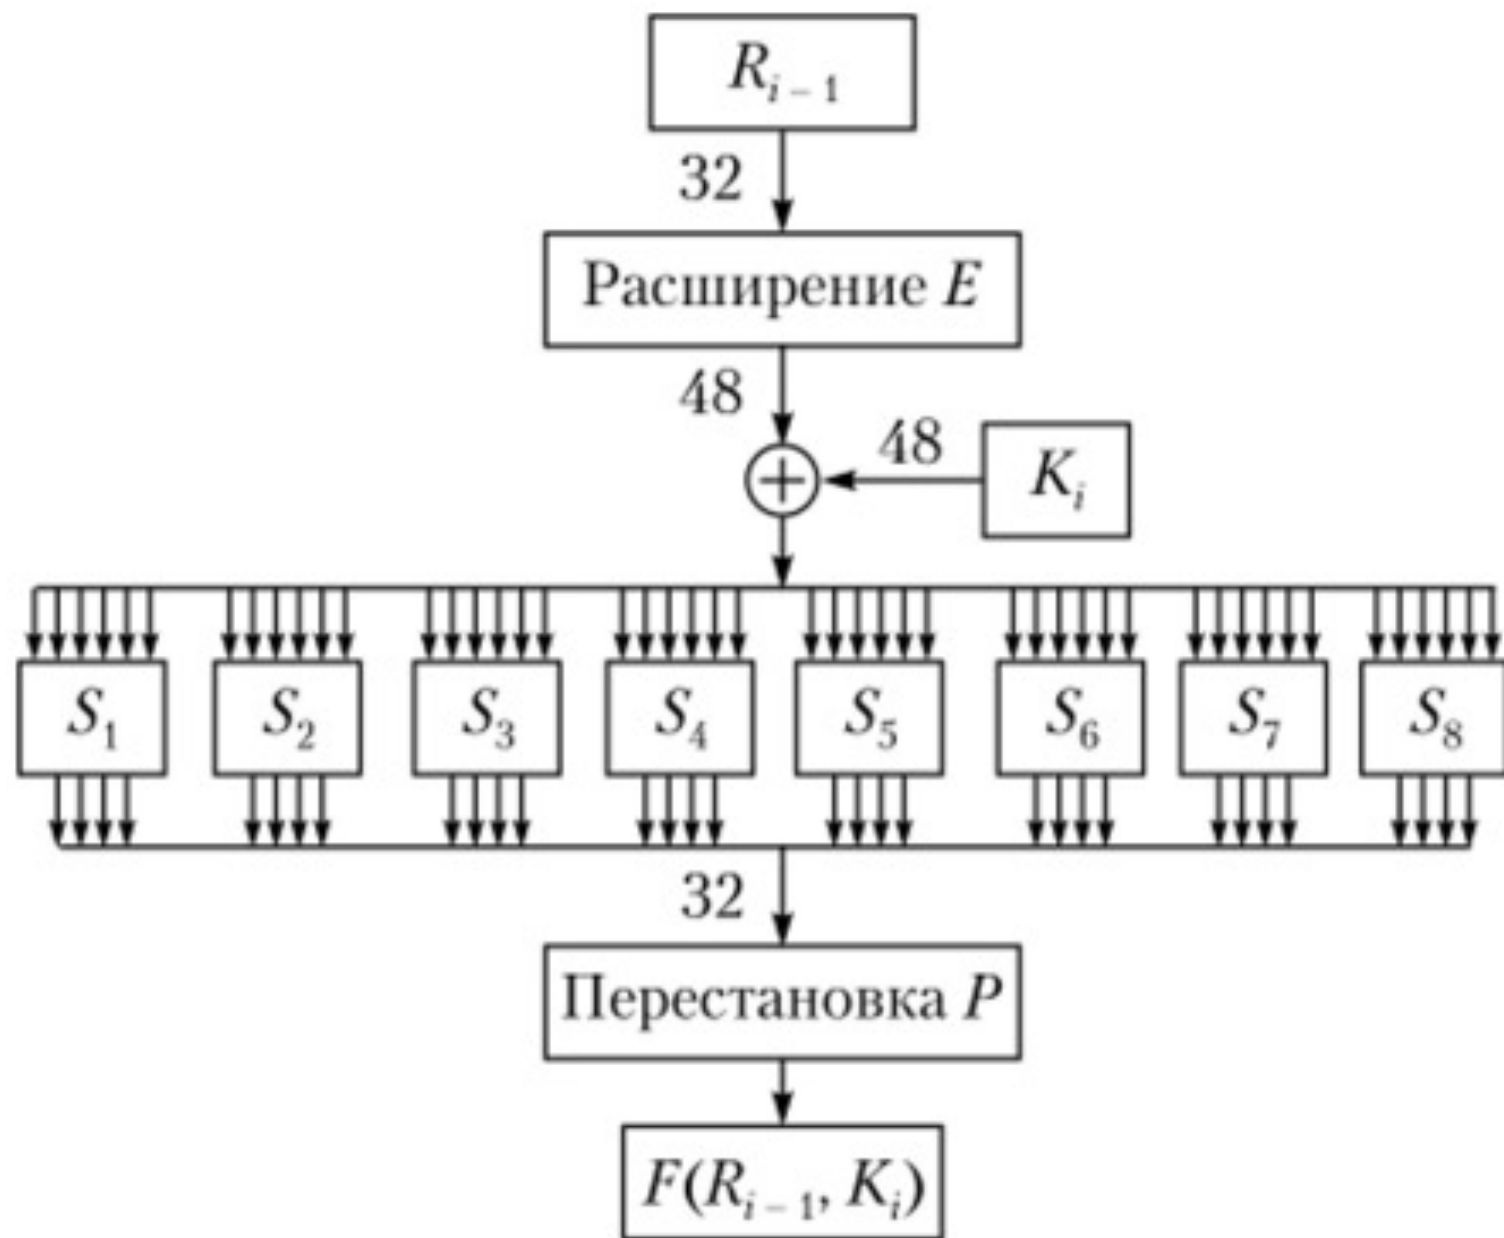 R_{i – 1}
32
Расширение E
48
48
K_i
S_1 S_2 S_3 S_4 S_5 S_6 S_7 S_8
32
Перестановка P
F(R_{i – 1}, K_i)